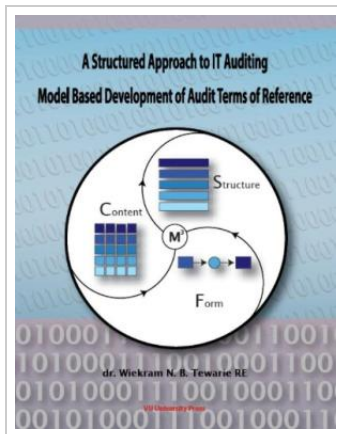 A Structured Approach to IT Auditing
Model Based Development of Audit Terms of Reference
Structure
Content
M
Form
dr. Wiekram N. B. Tewarie RE
VU University Press